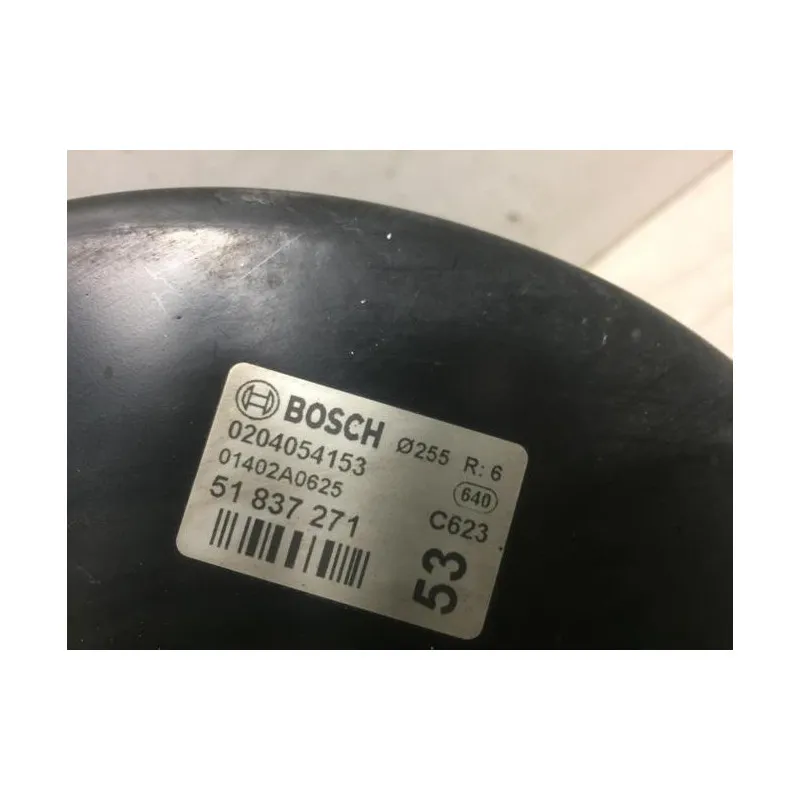 BOSCH Ø255 R: 6
0204054153
01402A0625 640
51 837 271 C623
53